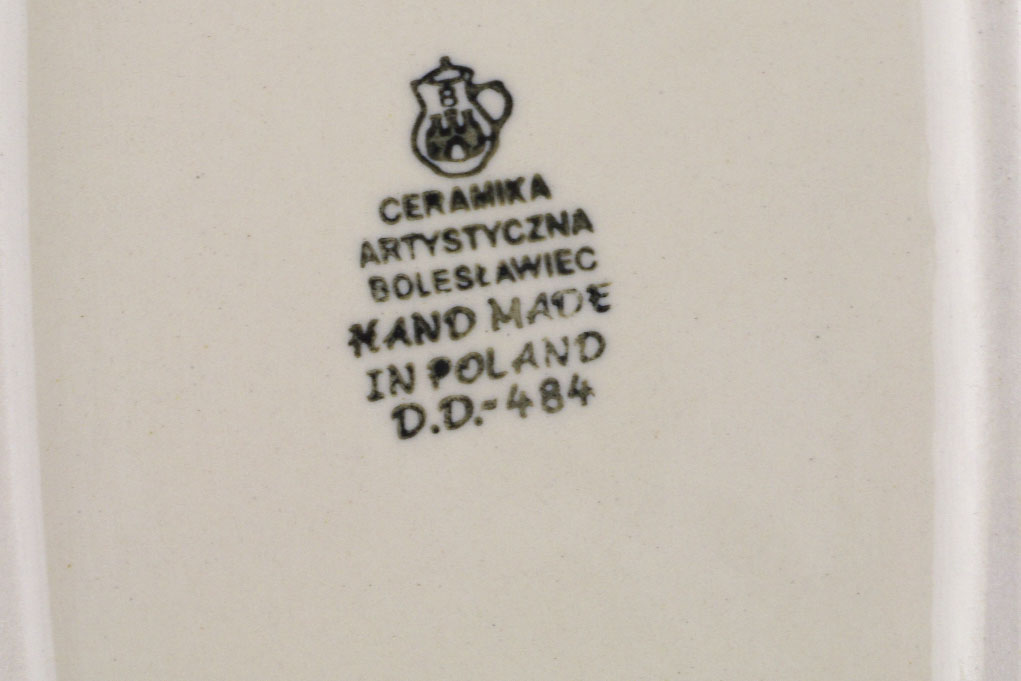 B
CERAMIKA
ARTYSTYCZNA
BOLESŁAWIEC
HAND MADE
IN POLAND
D.D.-484